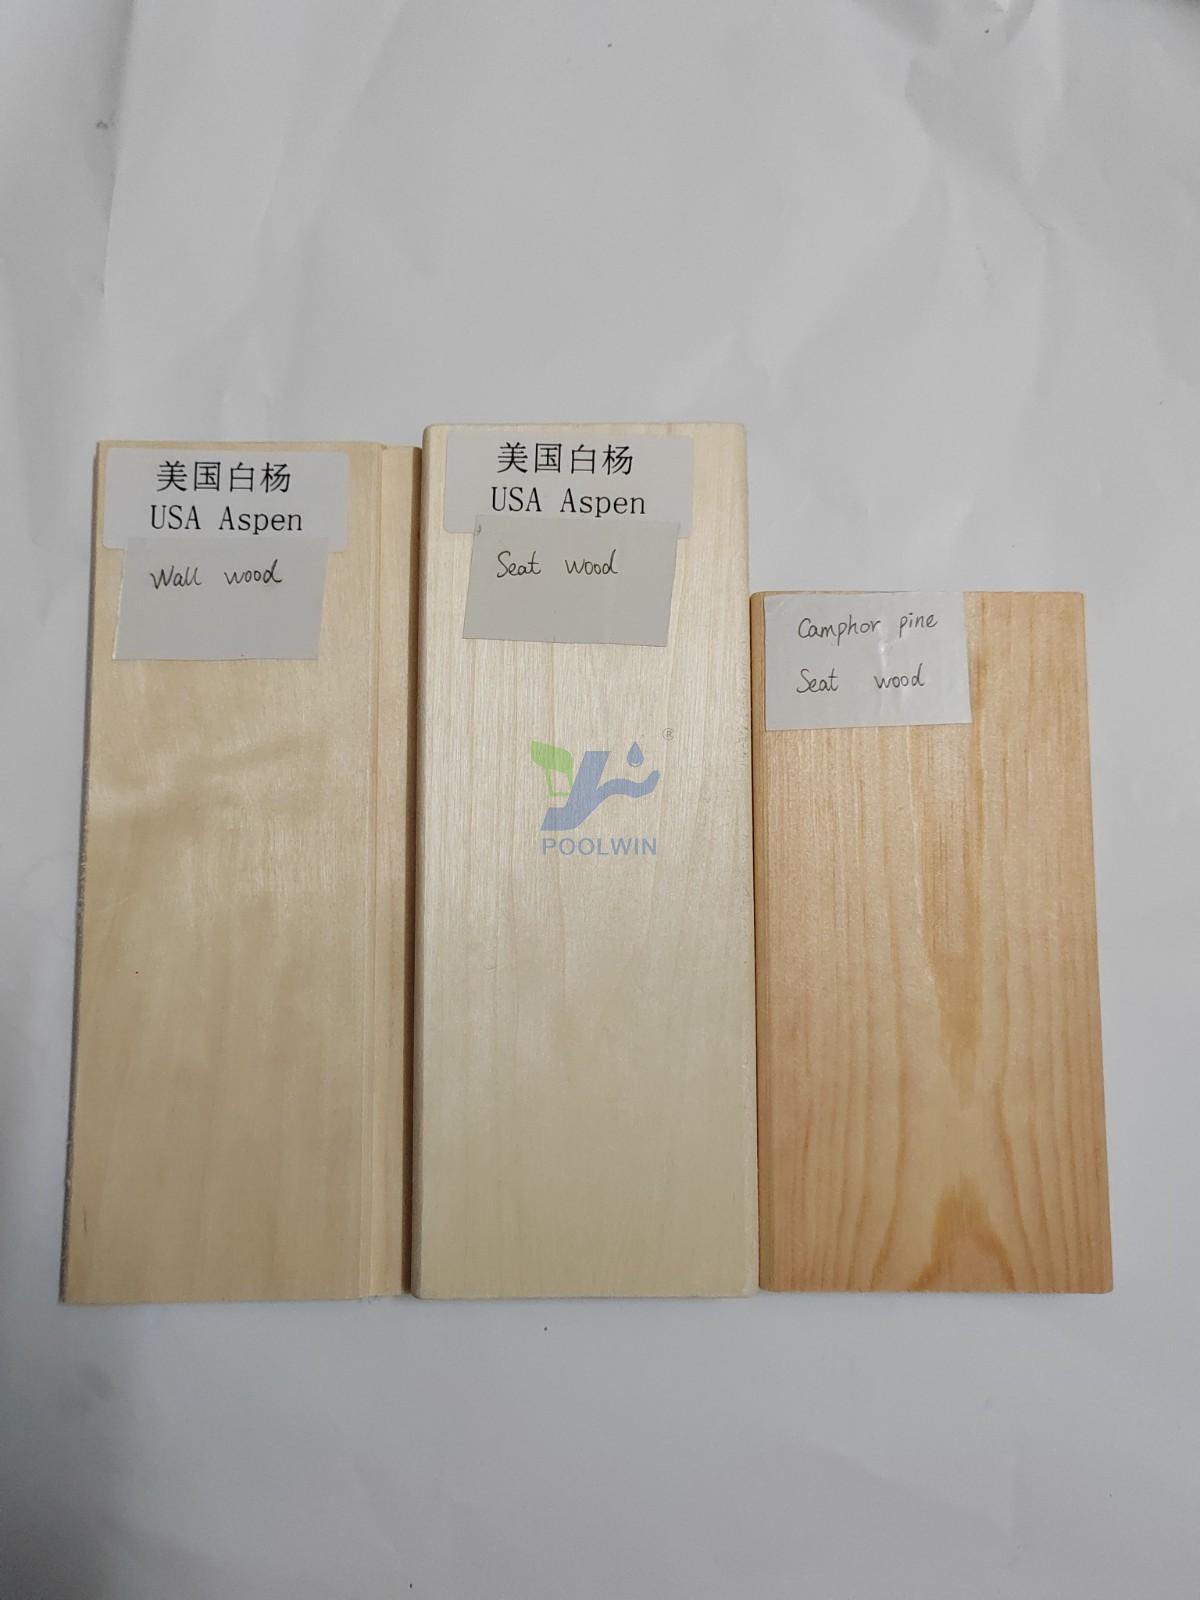 美国白杨
USA Aspen
Wall wood
美国白杨
USA Aspen
Seat wood
Camphor pine
Seat wood
®
POOLWIN